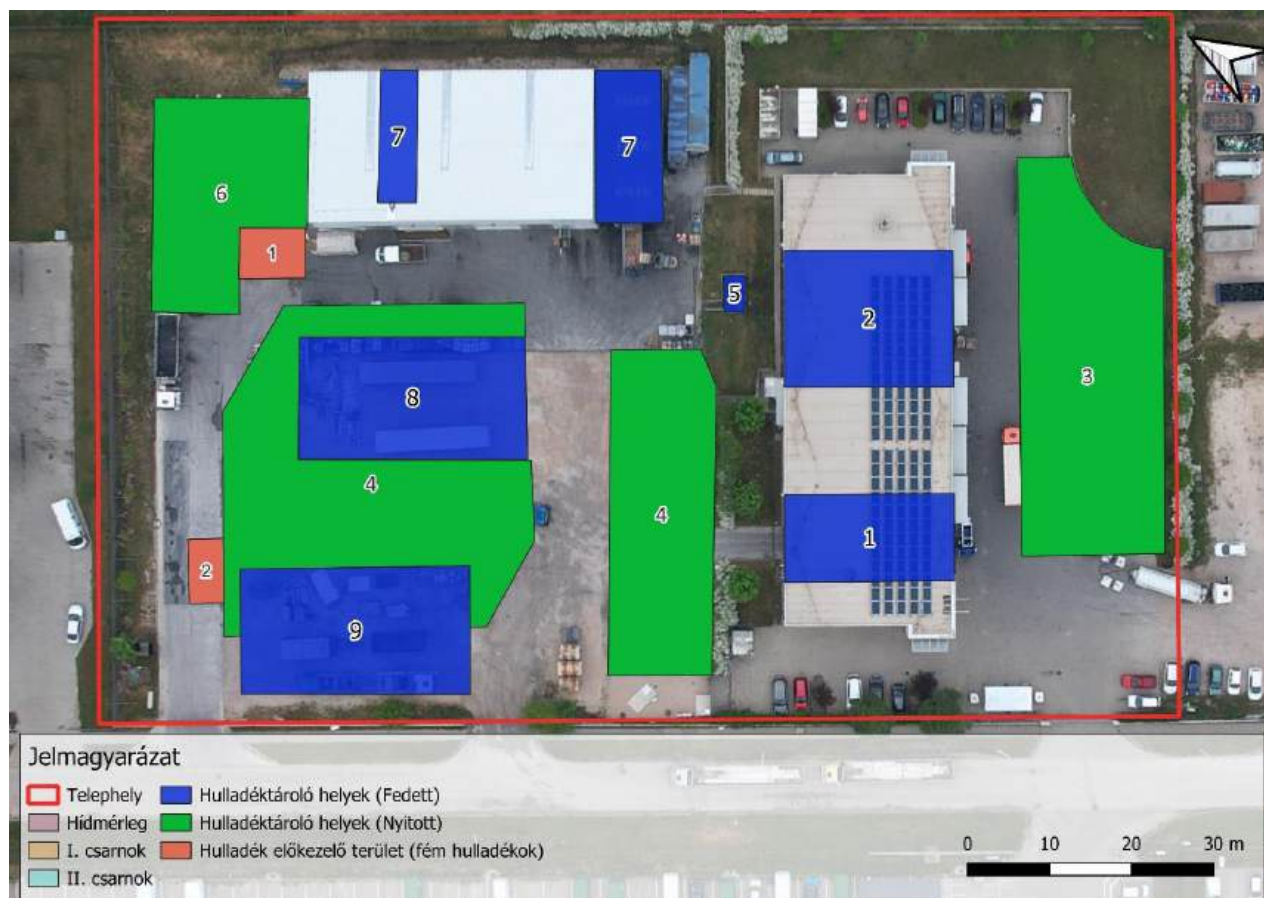 7
7
6
1
5
2
8
3
4
4
1
2
9
Jelmagyarázat
Telephely
Hulladéktároló helyek (Fedett)
Hídmérleg
Hulladéktároló helyek (Nyitott)
I. csarnok
Hulladék előkezelő terület (fém hulladékok)
II. csarnok
0 10 20 30 m